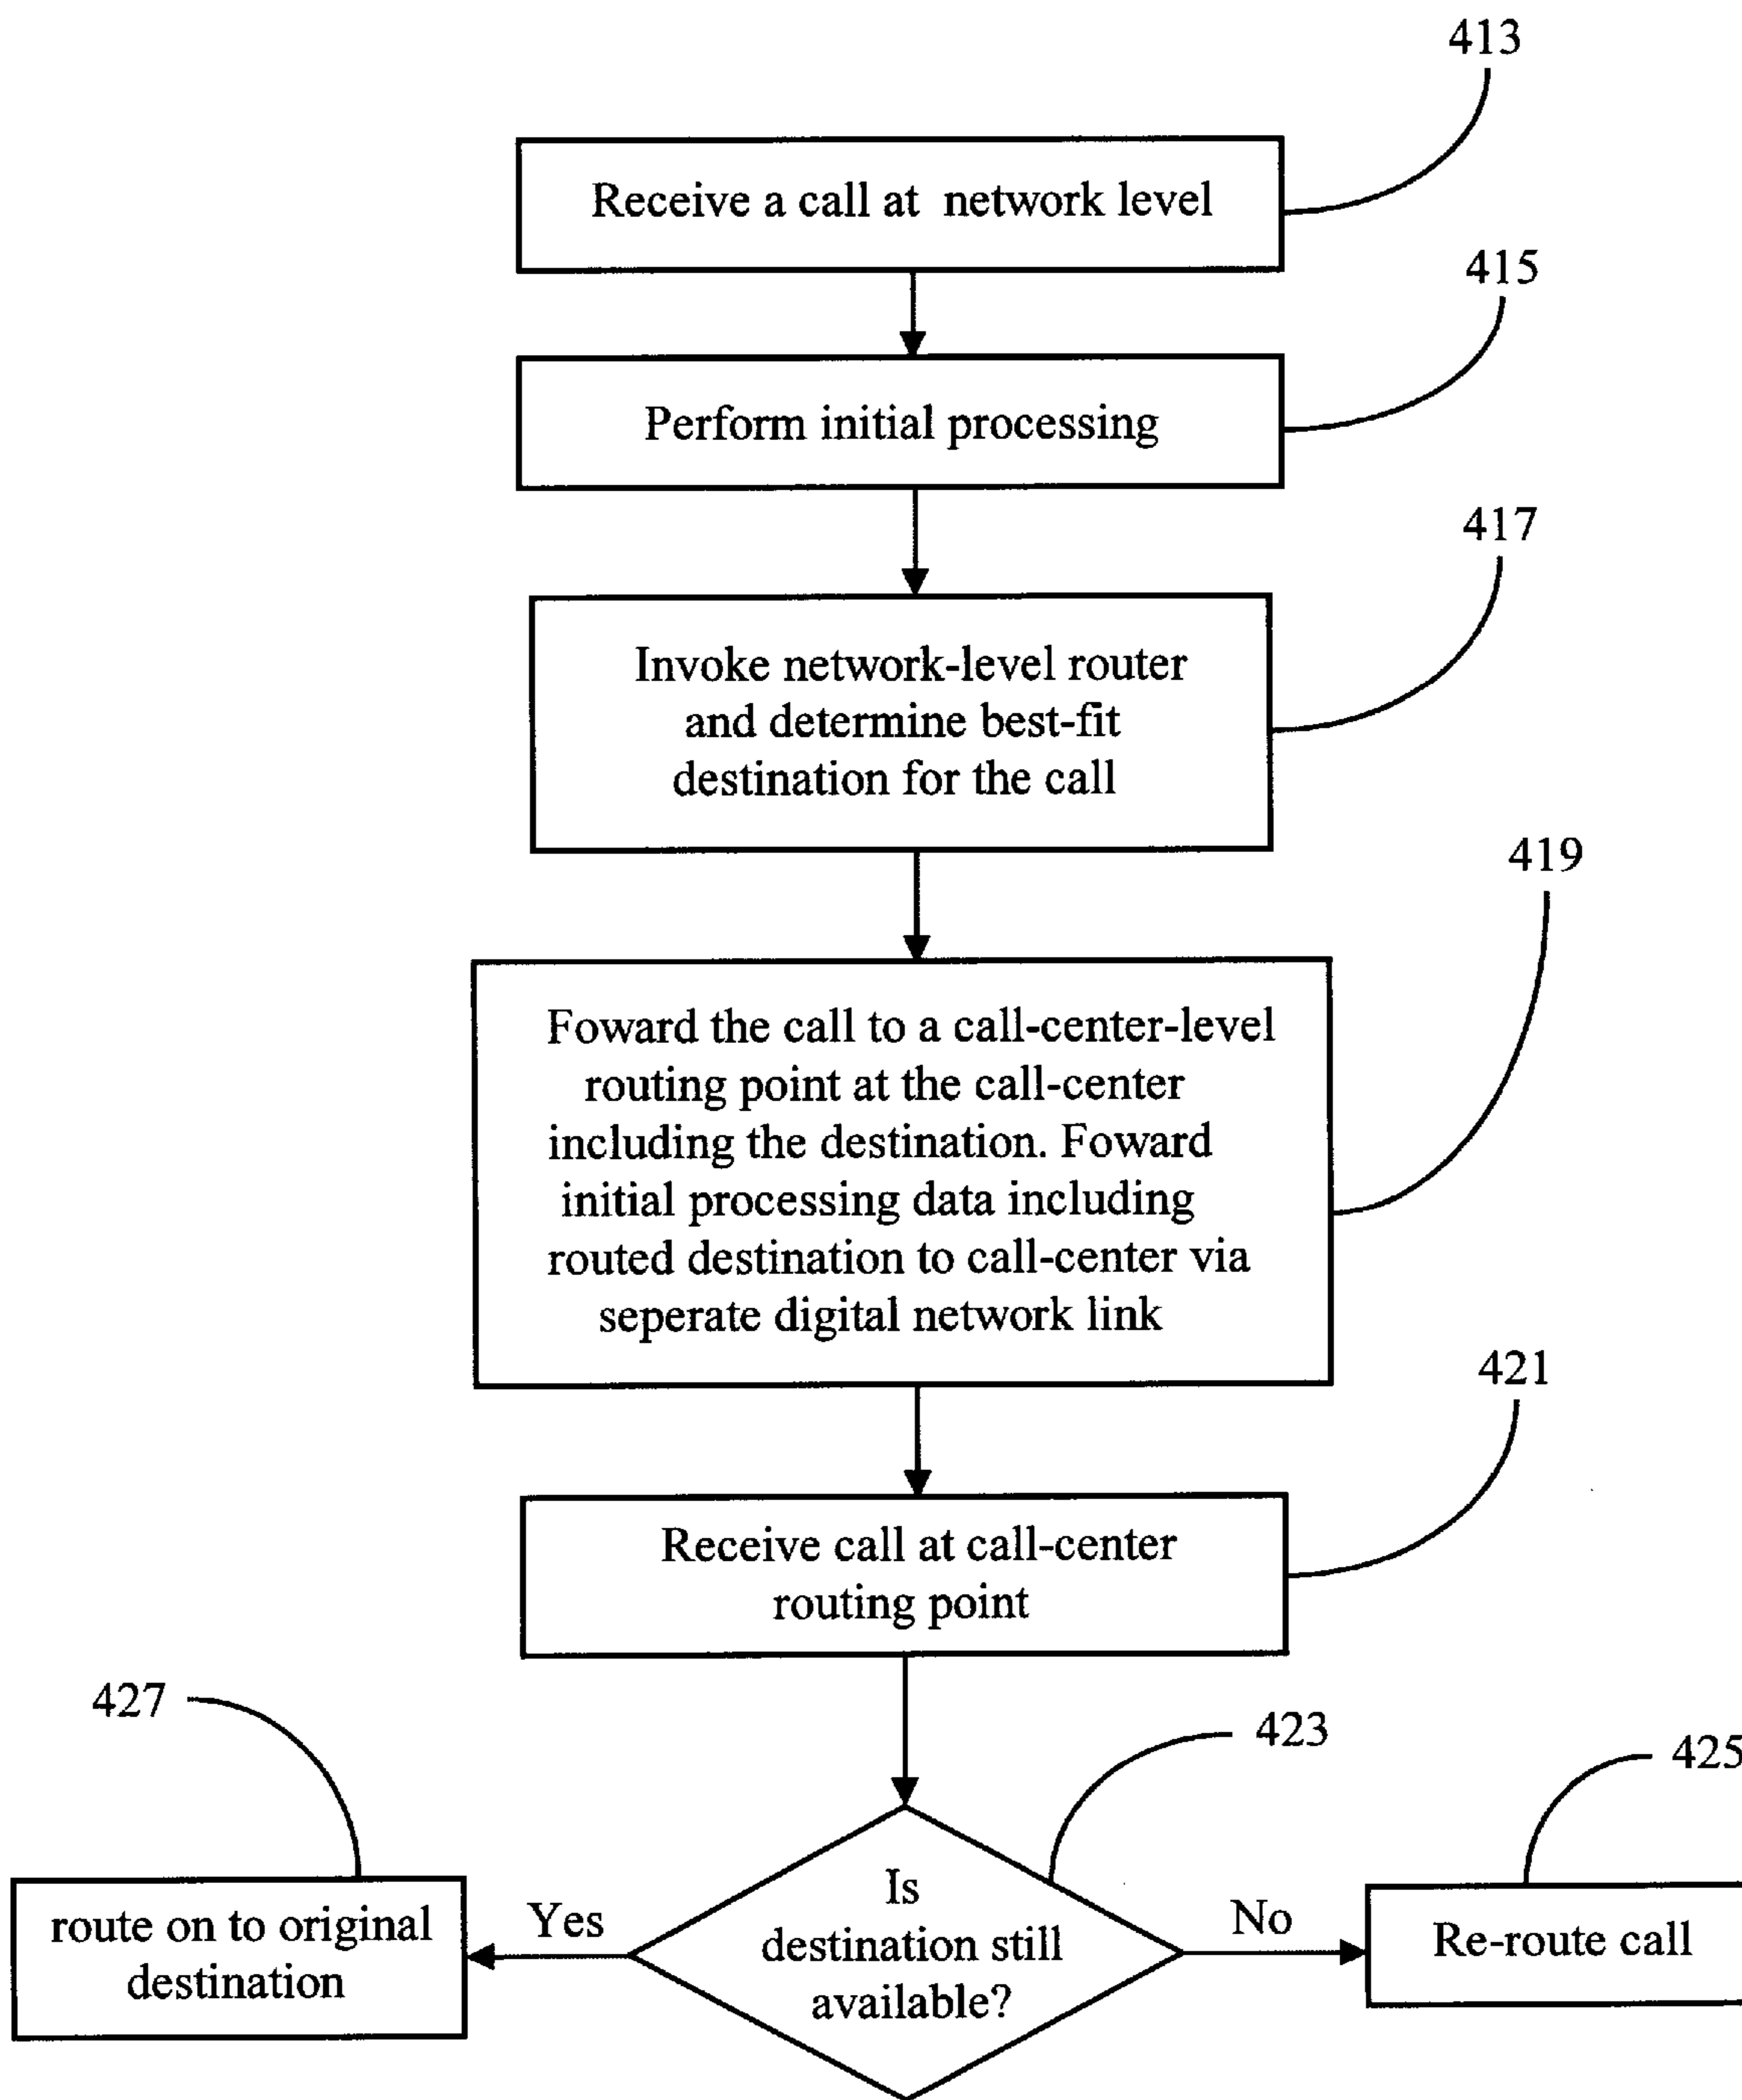 413
Receive a call at network level
415
Perform initial processing
417
Invoke network-level router
and determine best-fit
destination for the call
419
Foward the call to a call-center-level
routing point at the call-center
including the destination. Foward
initial processing data including
routed destination to call-center via
seperate digital network link
421
Receive call at call-center
routing point
427
423
425
Is
destination still
available?
Yes
No
route on to original
destination
Re-route call